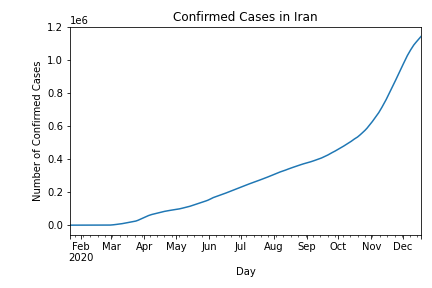 Confirmed Cases in Iran
1e6
1.2
1.0
0.8
0.6
0.4
0.2
0.0
Number of Confirmed Cases
Feb Mar Apr May Jun Jul Aug Sep Oct Nov Dec
2020
Day